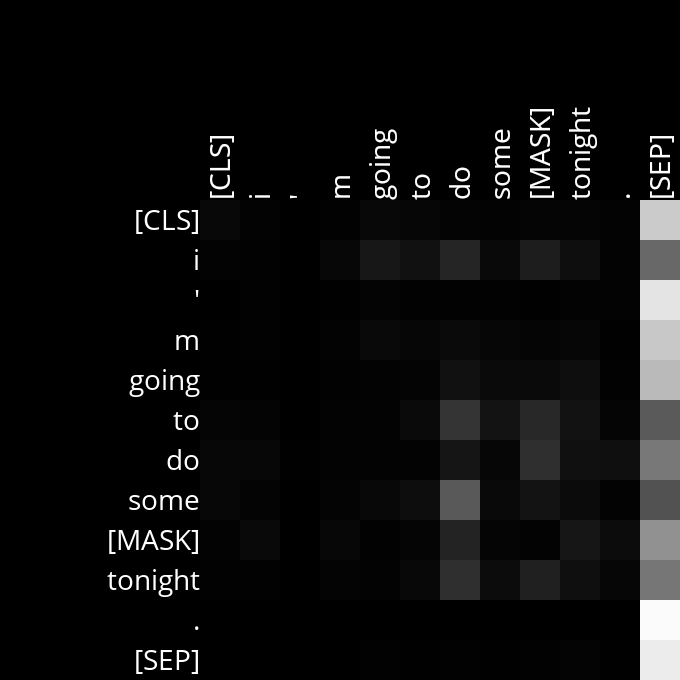 [CLS] i ' m going to do some [MASK] tonight . [SEP]
[CLS]
i
'
m
going
to
do
some
[MASK]
tonight
.
[SEP]